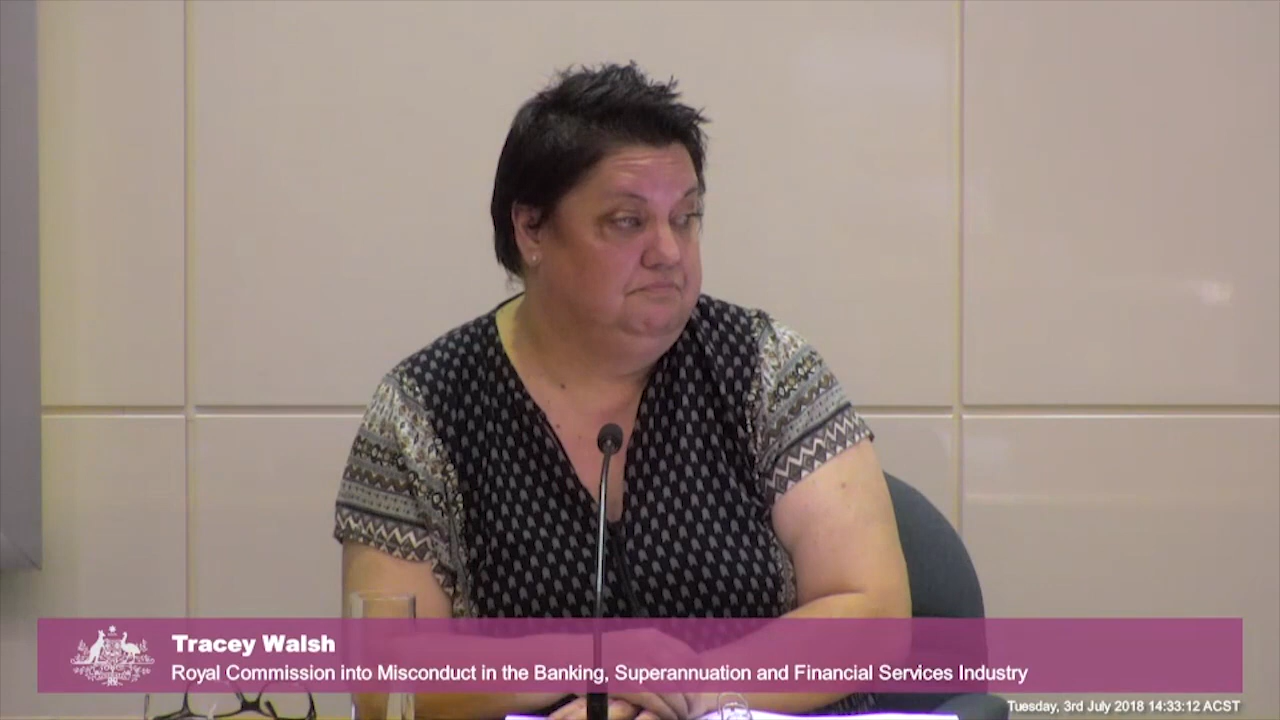 Tracey Walsh
Royal Commission into Misconduct in the Banking, Superannuation and Financial Services Industry
Tuesday, 3rd July 2018 14:33:12 ACST